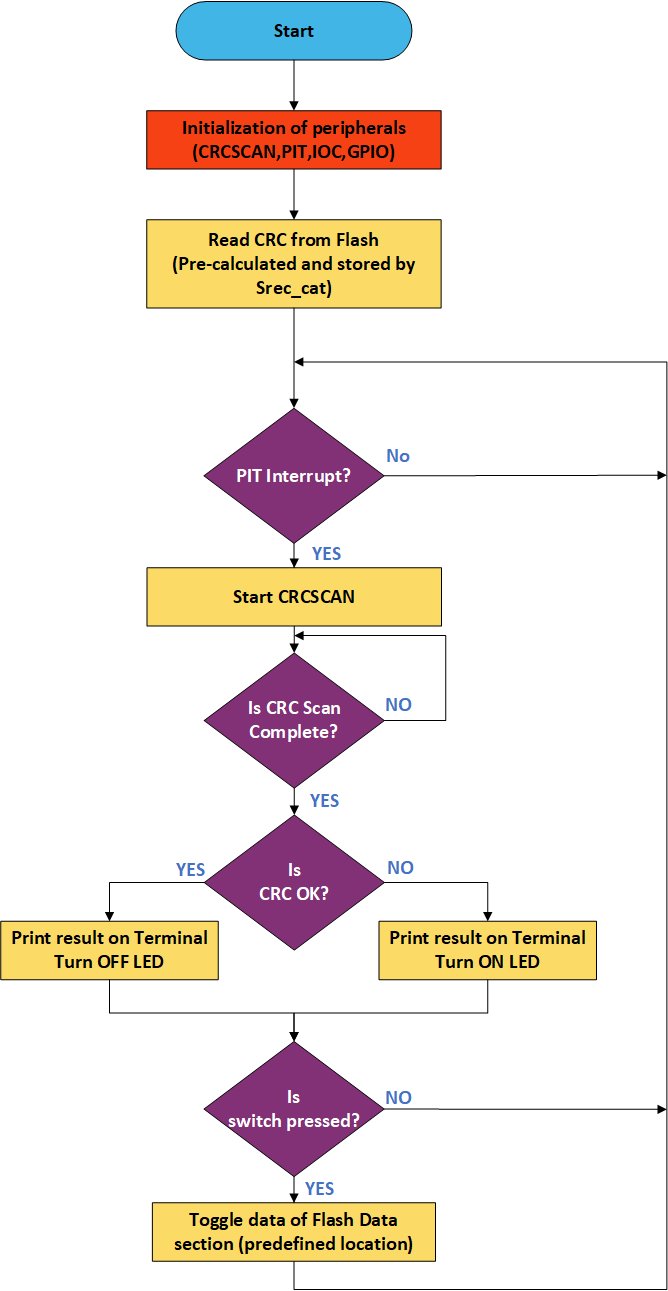 Start
Initialization of peripherals
(CRCSCAN,PIT,IOC,GPIO)
Read CRC from Flash
(Pre-calculated and stored by
Srec_cat)
PIT Interrupt?
No
YES
Start CRCSCAN
Is CRC Scan
Complete?
NO
YES
Is
CRC OK?
YES
NO
Print result on Terminal
Turn OFF LED
Print result on Terminal
Turn ON LED
Is
switch pressed?
NO
YES
Toggle data of Flash Data
section (predefined location)